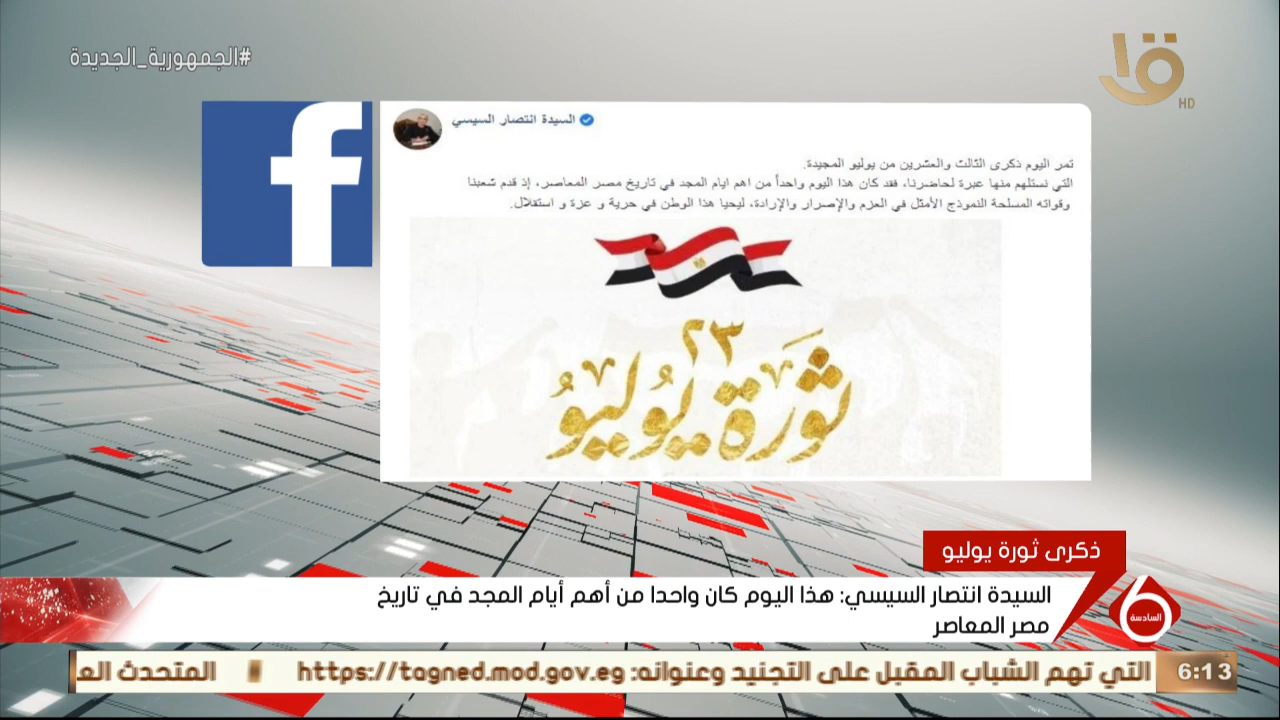 #الجمهورية_الجديدة
HD
السيدة انتصار السيسي
تمر اليوم ذكرى الثالث والعشرين من يوليو المجيدة.
التي نستلهم منها عبرة لحاضرنا، فقد كان هذا اليوم واحداً من اهم ايام المجد في تاريخ مصر المعاصر، إذ قدم شعبنا
وقواته المسلحة النموذج الأمثل في العزم والإصرار والإرادة، ليحيا هذا الوطن في حرية و عزة و استقلال.
٢٣
ثورة يوليو
ذكرى ثورة يوليو
السيدة انتصار السيسي: هذا اليوم كان واحدا من أهم أيام المجد في تاريخ
مصر المعاصر
6
السادسة
6:13
التي تهم الشباب المقبل على التجنيد وعنوانه: https://tagned.mod.gov.eg المتحدث الع